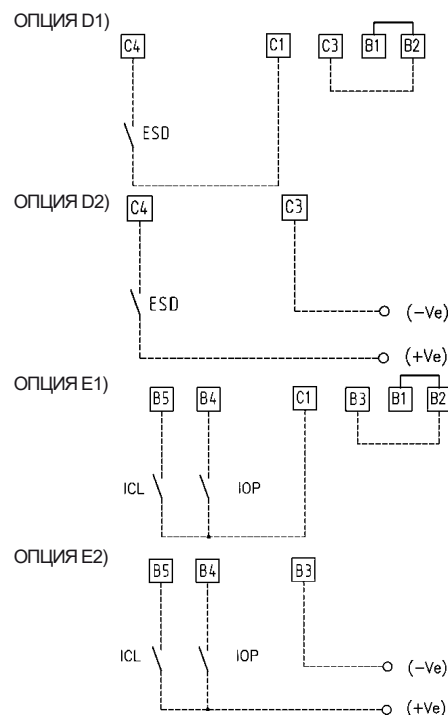 ОПЦИЯ D1)
C4 C1 C3 B1 B2
ESD
ОПЦИЯ D2)
C4 C3
ESD
(-Ve)
(+Ve)
ОПЦИЯ E1)
B5 B4 C1 B3 B1 B2
ICL IOP
ОПЦИЯ E2)
B5 B4 B3
ICL IOP
(-Ve)
(+Ve)